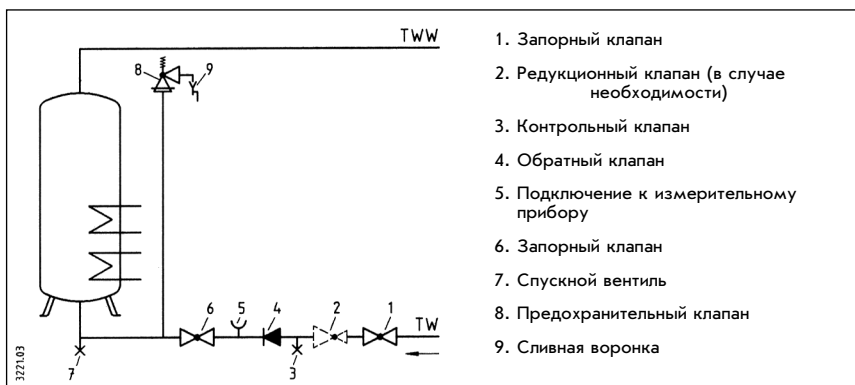 TWW
8
9
6
5
4
2
1
TW
7
3
3221.03
1. Запорный клапан
2. Редукционный клапан (в случае
необходимости)
3. Контрольный клапан
4. Обратный клапан
5. Подключение к измерительному
прибору
6. Запорный клапан
7. Спускной вентиль
8. Предохранительный клапан
9. Сливная воронка